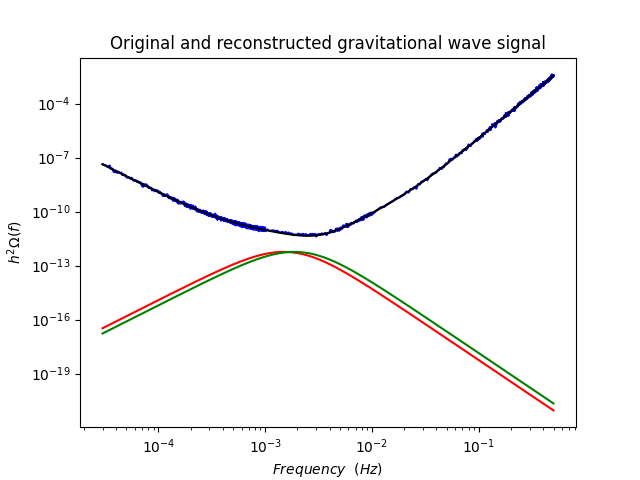 Original and reconstructed gravitational wave signal
h²Ω(f)
10⁻⁴
10⁻⁷
10⁻¹⁰
10⁻¹³
10⁻¹⁶
10⁻¹⁹
10⁻⁴ 10⁻³ 10⁻² 10⁻¹
Frequency (Hz)